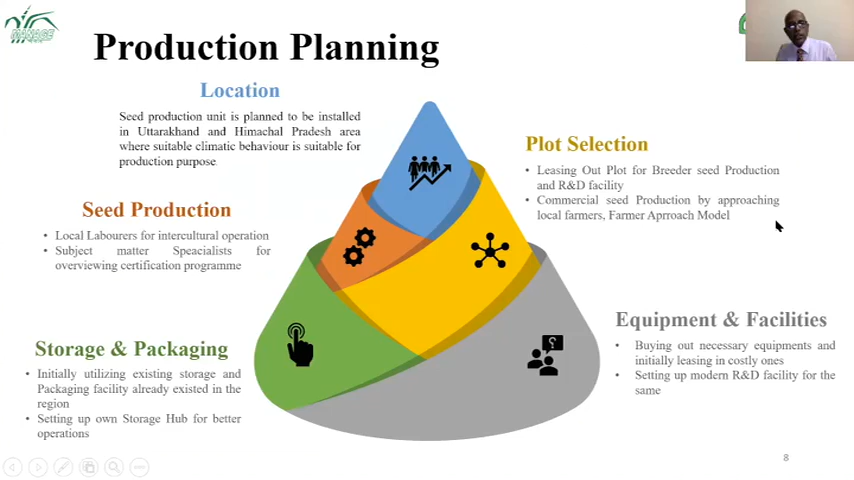 MANAGE
Production Planning
Location
Seed production unit is planned to be installed
in Uttarakhand and Himachal Pradesh area
where suitable climatic behaviour is suitable for
production purpose.
Plot Selection
• Leasing Out Plot for Breeder seed Production
and R&D facility
• Commercial seed Production by approaching
local farmers, Farmer Aprroach Model
Seed Production
• Local Labourers for intercultural operation
• Subject matter Speacialists for
overviewing certification programme
Equipment & Facilities
• Buying out necessary equipments and
initially leasing in costly ones
• Setting up modern R&D facility for the
same
Storage & Packaging
• Initially utilizing existing storage and
Packaging facility already existed in the
region
• Setting up own Storage Hub for better
operations
8